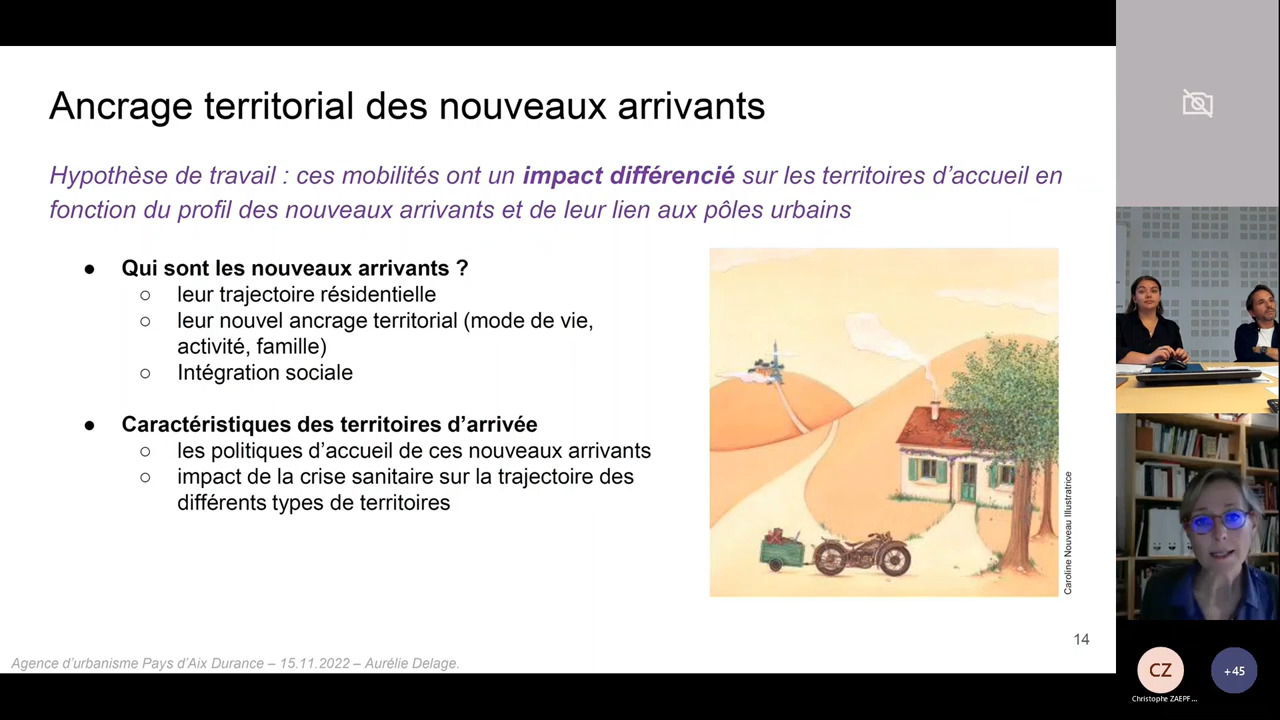 Ancrage territorial des nouveaux arrivants
Hypothèse de travail : ces mobilités ont un impact différencié sur les territoires d’accueil en
fonction du profil des nouveaux arrivants et de leur lien aux pôles urbains
● Qui sont les nouveaux arrivants ?
○ leur trajectoire résidentielle
○ leur nouvel ancrage territorial (mode de vie,
activité, famille)
○ Intégration sociale
● Caractéristiques des territoires d’arrivée
○ les politiques d’accueil de ces nouveaux arrivants
○ impact de la crise sanitaire sur la trajectoire des
différents types de territoires
Caroline Nouveau Illustratrice
14
Agence d’urbanisme Pays d’Aix Durance – 15.11.2022 – Aurélie Delage.
CZ
+45
Christophe ZAEPF...